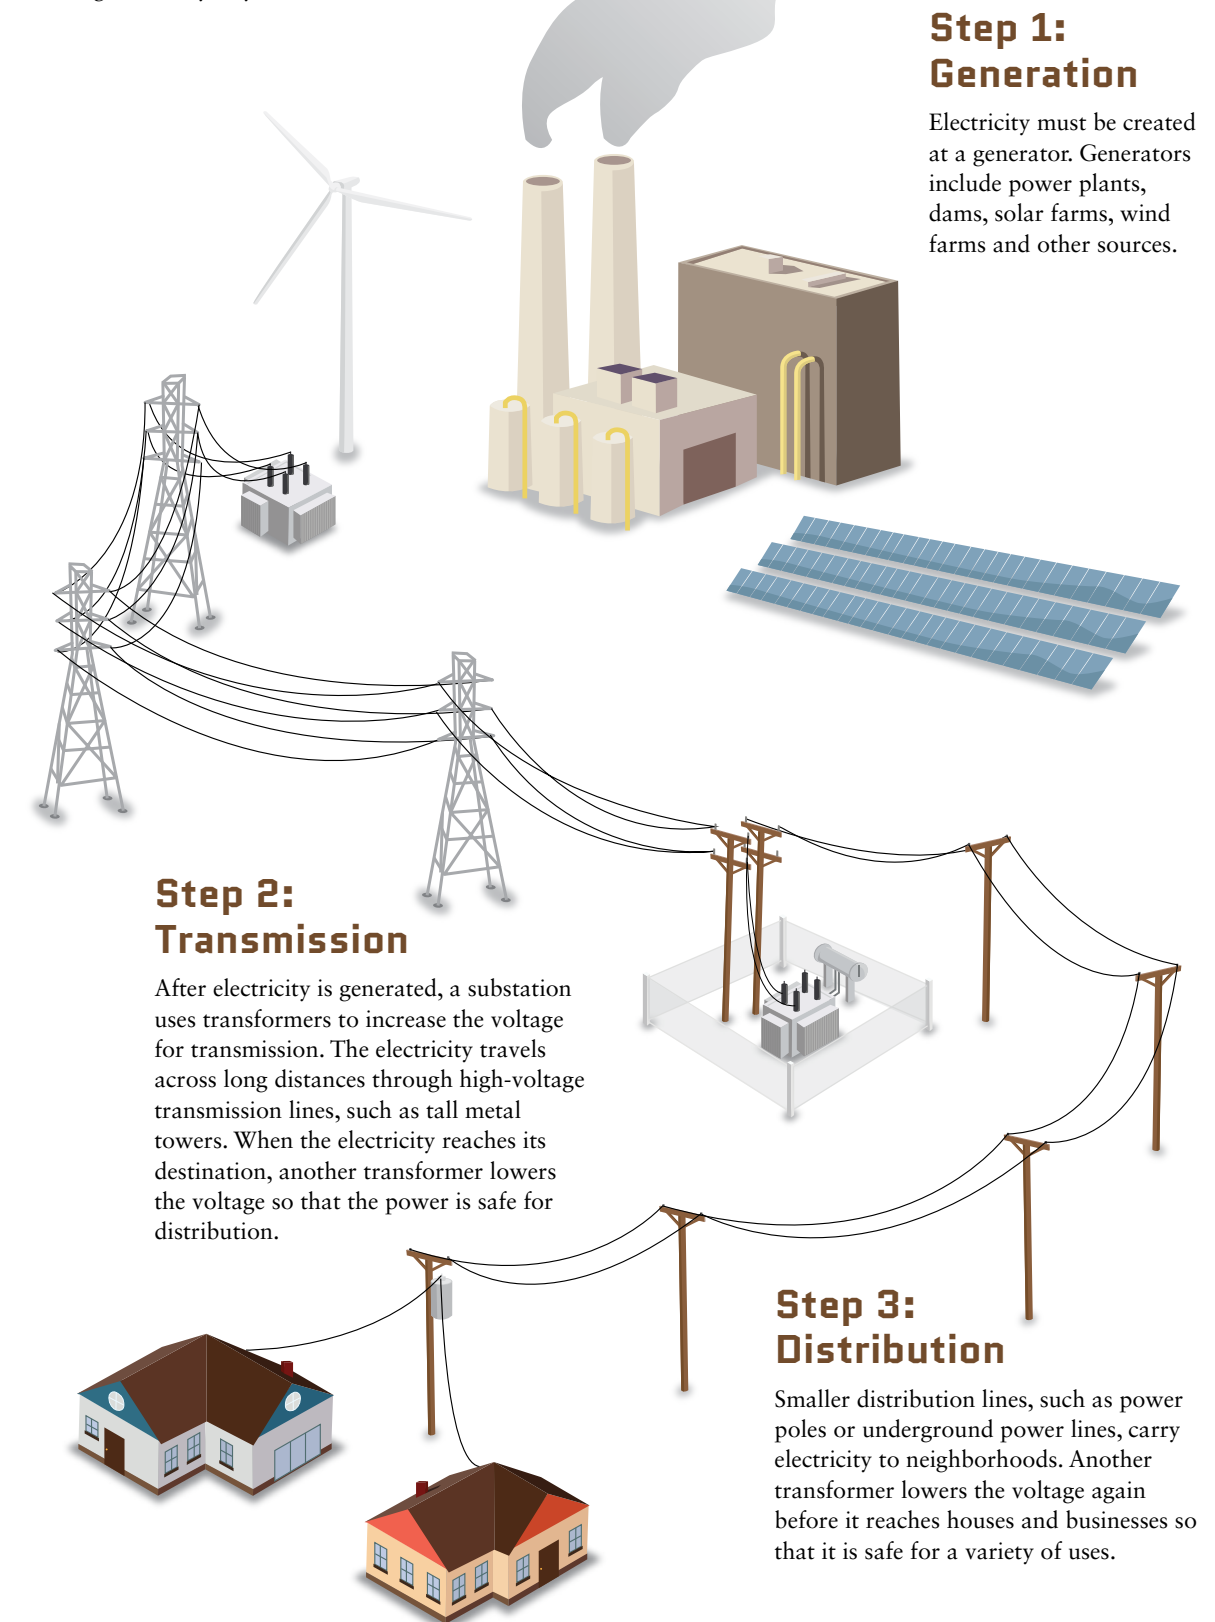 Step 1:
Generation
Electricity must be created
at a generator. Generators
include power plants,
dams, solar farms, wind
farms and other sources.
Step 2:
Transmission
After electricity is generated, a substation
uses transformers to increase the voltage
for transmission. The electricity travels
across long distances through high-voltage
transmission lines, such as tall metal
towers. When the electricity reaches its
destination, another transformer lowers
the voltage so that the power is safe for
distribution.
Step 3:
Distribution
Smaller distribution lines, such as power
poles or underground power lines, carry
electricity to neighborhoods. Another
transformer lowers the voltage again
before it reaches houses and businesses so
that it is safe for a variety of uses.